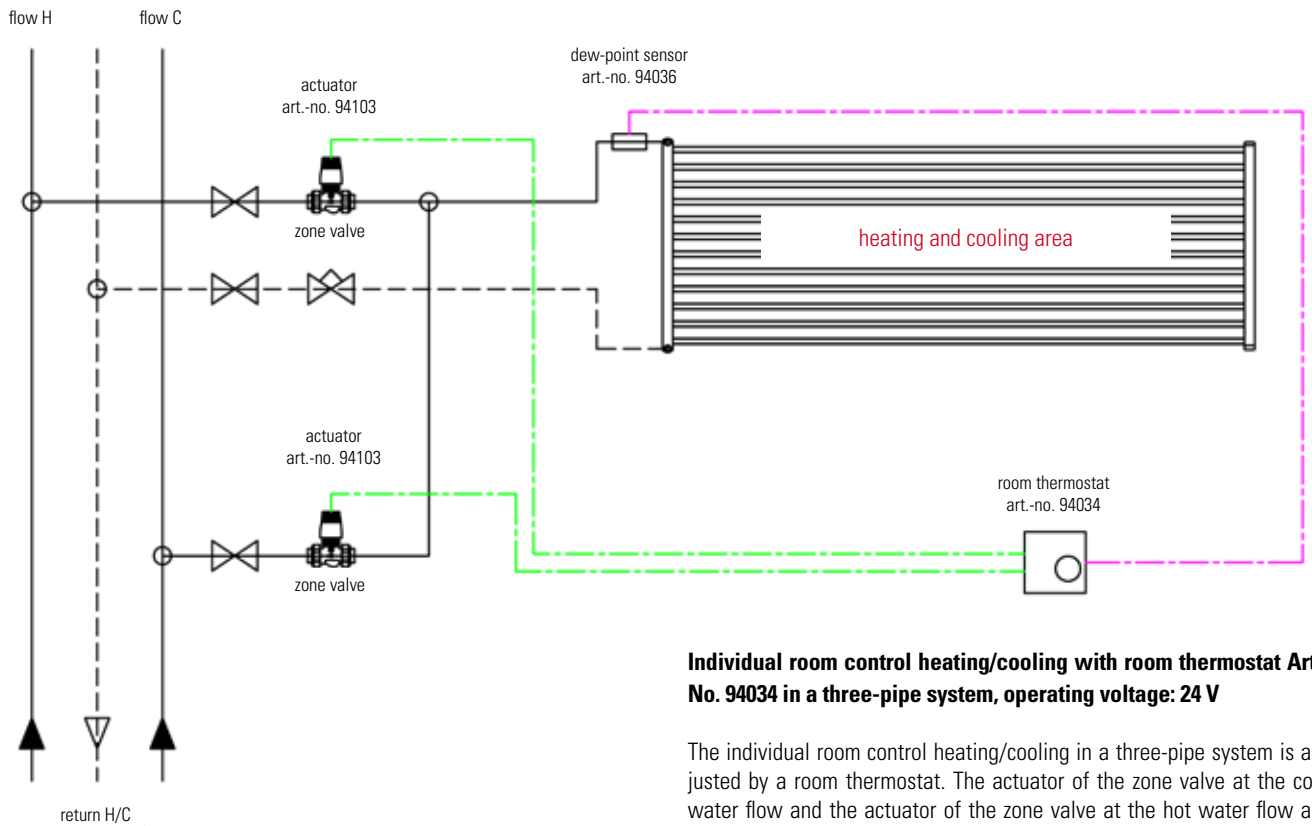 flow H
flow C
dew-point sensor
art.-no. 94036
actuator
art.-no. 94103
zone valve
heating and cooling area
actuator
art.-no. 94103
zone valve
room thermostat
art.-no. 94034
return H/C
Individual room control heating/cooling with room thermostat Art
No. 94034 in a three-pipe system, operating voltage: 24 V
The individual room control heating/cooling in a three-pipe system is a
justed by a room thermostat. The actuator of the zone valve at the co
water flow and the actuator of the zone valve at the hot water flow a